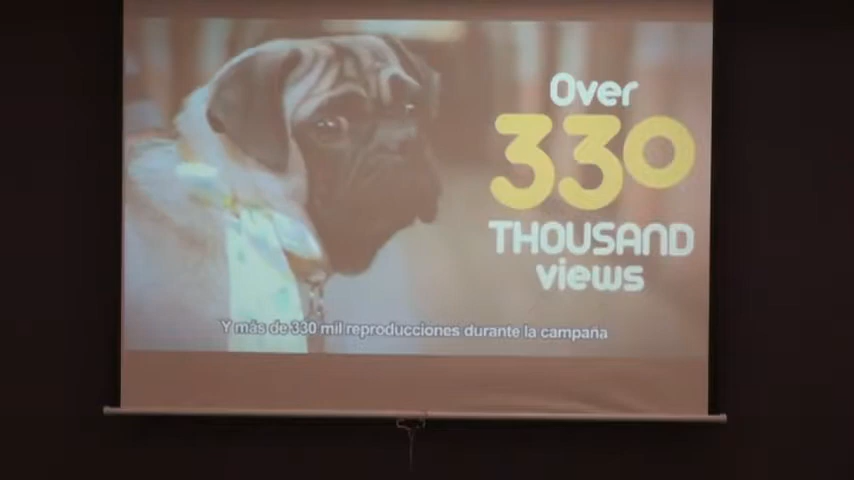 Over
330
THOUSAND
views
Y más de 330 mil reproducciones durante la campaña